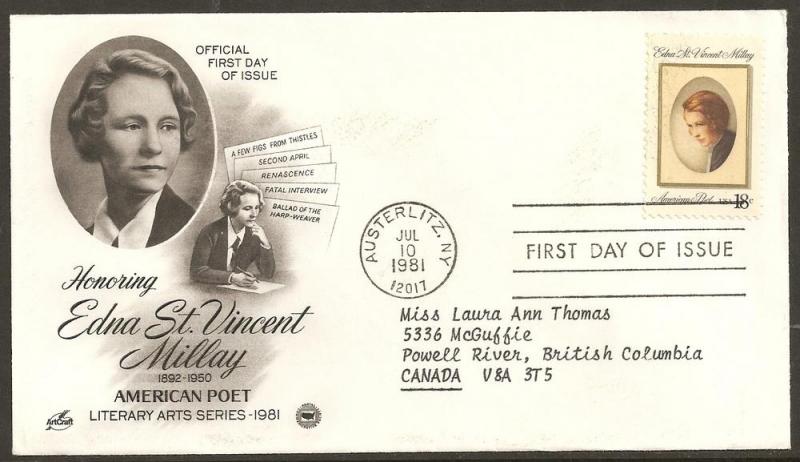 OFFICIAL
FIRST DAY
OF ISSUE
A FEW FIGS FROM THISTLES
SECOND APRIL
RENASCENCE
FATAL INTERVIEW
BALLAD OF THE
HARP-WEAVER
Honoring
Edna St. Vincent
Millay
1892-1950
AMERICAN POET
LITERARY ARTS SERIES-1981
ArtCraft
Edna St. Vincent Millay
American Poet USA 18c
AUSTERLITZ, NY
JUL
10
1981
12017
FIRST DAY OF ISSUE
Miss Laura Ann Thomas
5336 McGuffie
Powell River, British Columbia
CANADA V8A 3T5